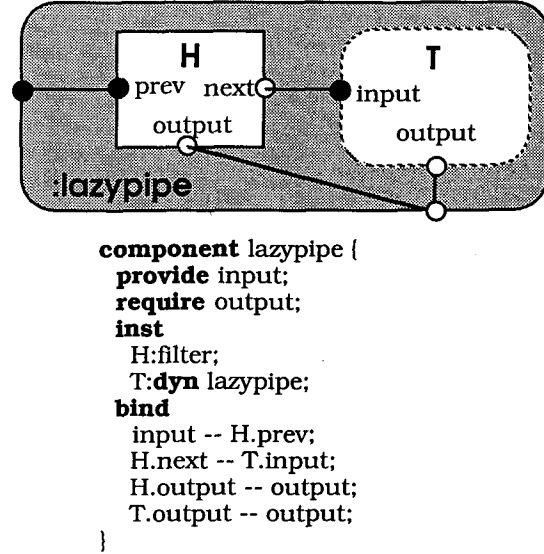 H
T
prev next
input
output
output
:lazypipe
component lazypipe {
provide input;
require output;
inst
H:filter;
T:dyn lazypipe;
bind
input -- H.prev;
H.next -- T.input;
H.output -- output;
T.output -- output;
}